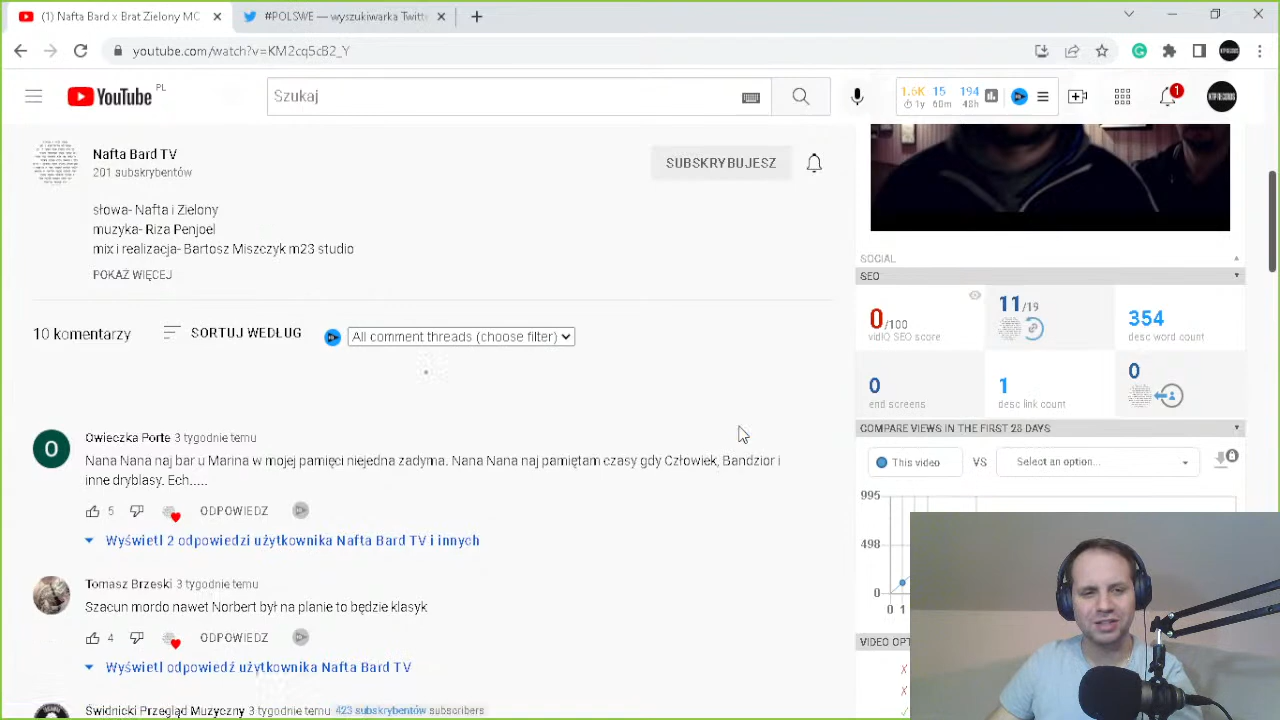 (1) Nafta Bard x Brat Zielony MC
#POLSWE — wyszukiwarka Twitte
youtube.com/watch?v=KM2cq5cB2_Y
YouTube PL
Szukaj
1.6K 15 194
1y 60m 48h
1
Nafta Bard TV
201 subskrybentów
SUBSKRYBUJESZ
słowa- Nafta i Zielony
muzyka- Riza Penjoel
mix i realizacja- Bartosz Miszczyk m23 studio
POKAŻ WIĘCEJ
10 komentarzy
SORTUJ WEDŁUG
All comment threads (choose filter)
O
Owieczka Porte 3 tygodnie temu
Nana Nana naj bar u Marina w mojej pamięci niejedna zadyma. Nana Nana naj pamiętam czasy gdy Człowiek, Bandzior i
inne dryblasy. Ech.....
5 ODPOWIEDZ
Wyświetl 2 odpowiedzi użytkownika Nafta Bard TV i innych
Tomasz Brzeski 3 tygodnie temu
Szacun mordo nawet Norbert był na planie to będzie klasyk
4 ODPOWIEDZ
Wyświetl odpowiedź użytkownika Nafta Bard TV
Świdnicki Przegląd Muzyczny 3 tygodnie temu 423 subskrybentów subscribers
SOCIAL
SEO
0/100
vidIQ SEO score
11/19
354
desc word count
0
end screens
1
desc link count
0
COMPARE VIEWS IN THE FIRST 28 DAYS
This video
VS
Select an option...
995
498
0
0 1
VIDEO OPT